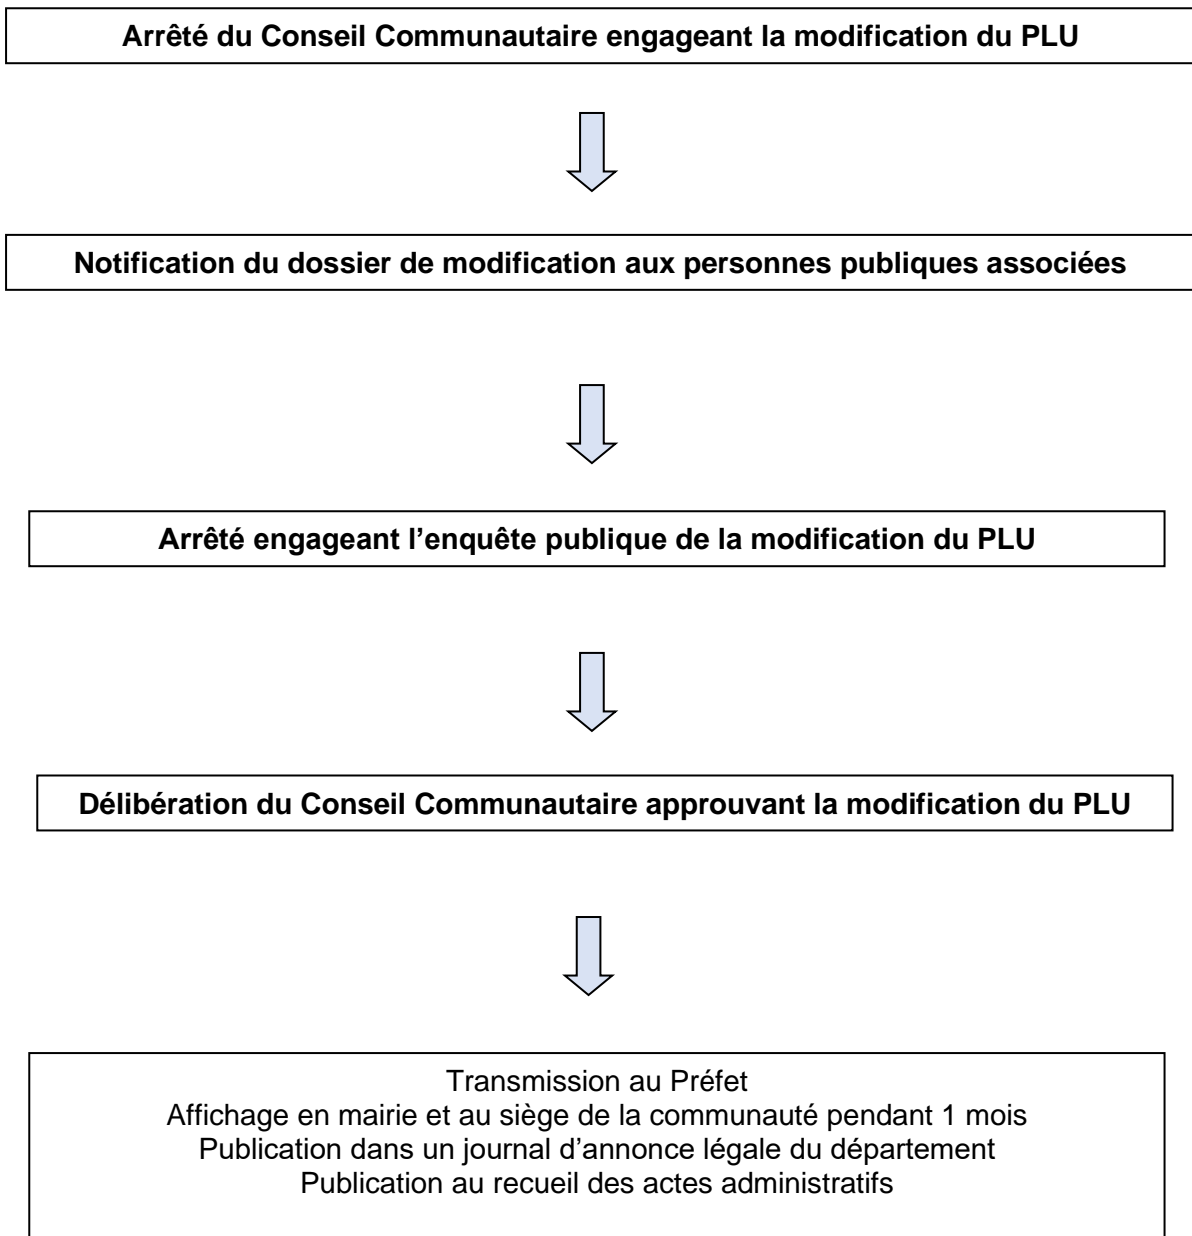 Arrêté du Conseil Communautaire engageant la modification du PLU
Notification du dossier de modification aux personnes publiques associées
Arrêté engageant l’enquête publique de la modification du PLU
Délibération du Conseil Communautaire approuvant la modification du PLU
Transmission au Préfet
Affichage en mairie et au siège de la communauté pendant 1 mois
Publication dans un journal d’annonce légale du département
Publication au recueil des actes administratifs